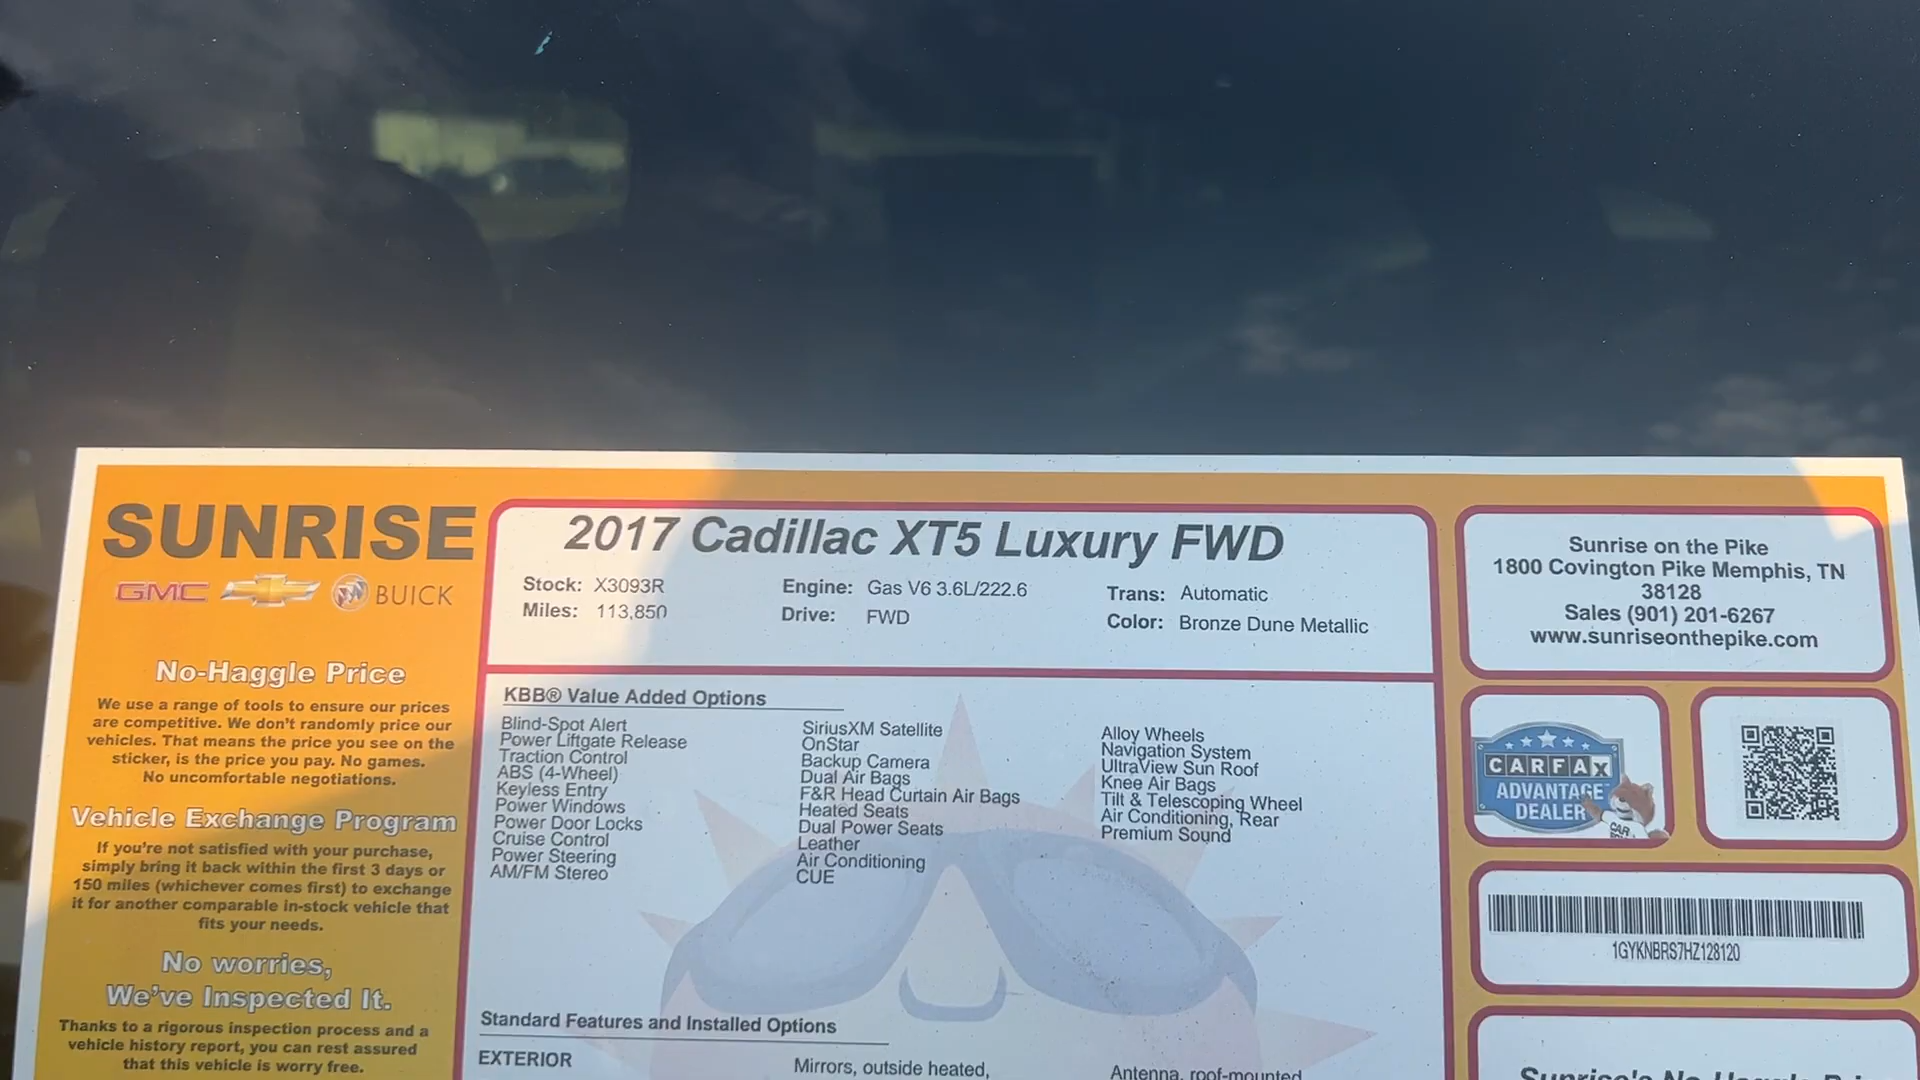 SUNRISE
GMC BUICK
No-Haggle Price
We use a range of tools to ensure our prices
are competitive. We don't randomly price our
vehicles. That means the price you see on the
sticker, is the price you pay. No games.
No uncomfortable negotiations.
Vehicle Exchange Program
If you're not satisfied with your purchase,
simply bring it back within the first 3 days or
150 miles (whichever comes first) to exchange
it for another comparable in-stock vehicle that
fits your needs.
No worries,
We've Inspected It.
Thanks to a rigorous inspection process and a
vehicle history report, you can rest assured
that this vehicle is worry free.
2017 Cadillac XT5 Luxury FWD
Stock: X3093R
Miles: 113,850
Engine: Gas V6 3.6L/222.6
Drive: FWD
Trans: Automatic
Color: Bronze Dune Metallic
KBB® Value Added Options
Blind-Spot Alert
Power Liftgate Release
Traction Control
ABS (4-Wheel)
Keyless Entry
Power Windows
Power Door Locks
Cruise Control
Power Steering
AM/FM Stereo
SiriusXM Satellite
OnStar
Backup Camera
Dual Air Bags
F&R Head Curtain Air Bags
Heated Seats
Dual Power Seats
Leather
Air Conditioning
CUE
Alloy Wheels
Navigation System
UltraView Sun Roof
Knee Air Bags
Tilt & Telescoping Wheel
Air Conditioning, Rear
Premium Sound
Standard Features and Installed Options
EXTERIOR
Mirrors, outside heated,
Antenna, roof-mounted
Sunrise on the Pike
1800 Covington Pike Memphis, TN
38128
Sales (901) 201-6267
www.sunriseonthepike.com
CARFAX
ADVANTAGE
DEALER
CAR
1GYKNBRS7HZ128120
Sunrise's No-Haggle